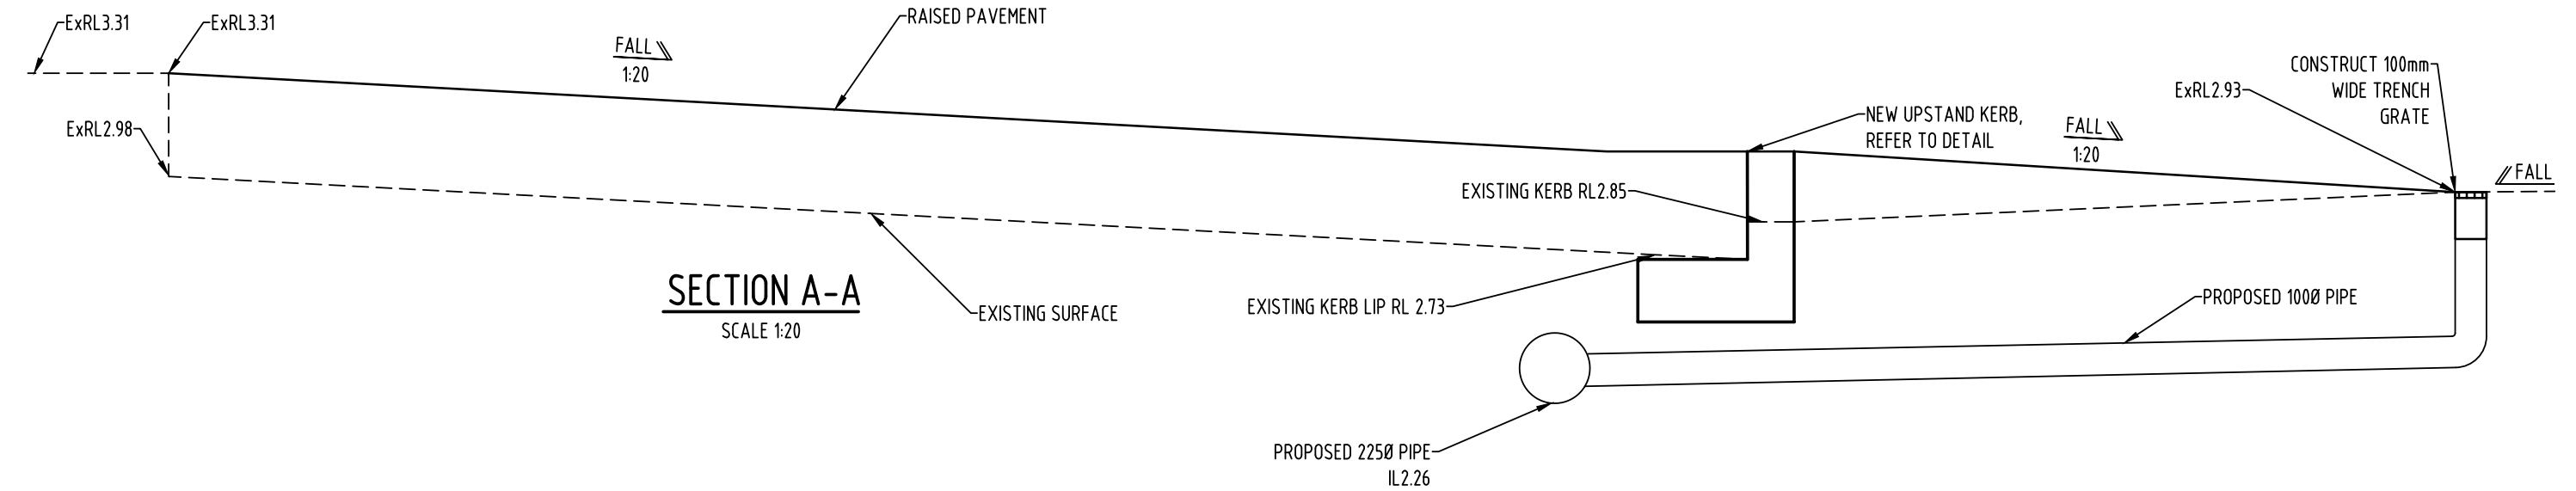 ExRL3.31
ExRL3.31
FALL
1:20
RAISED PAVEMENT
ExRL2.98
NEW UPSTAND KERB,
REFER TO DETAIL
FALL
1:20
ExRL2.93
CONSTRUCT 100mm
WIDE TRENCH
GRATE
FALL
EXISTING KERB RL2.85
SECTION A-A
SCALE 1:20
EXISTING SURFACE
EXISTING KERB LIP RL 2.73
PROPOSED 100Ø PIPE
PROPOSED 225Ø PIPE
IL2.26